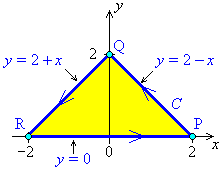 y
Q
2
y = 2 + x
y = 2 − x
C
R
P
−2
0
2
x
y = 0